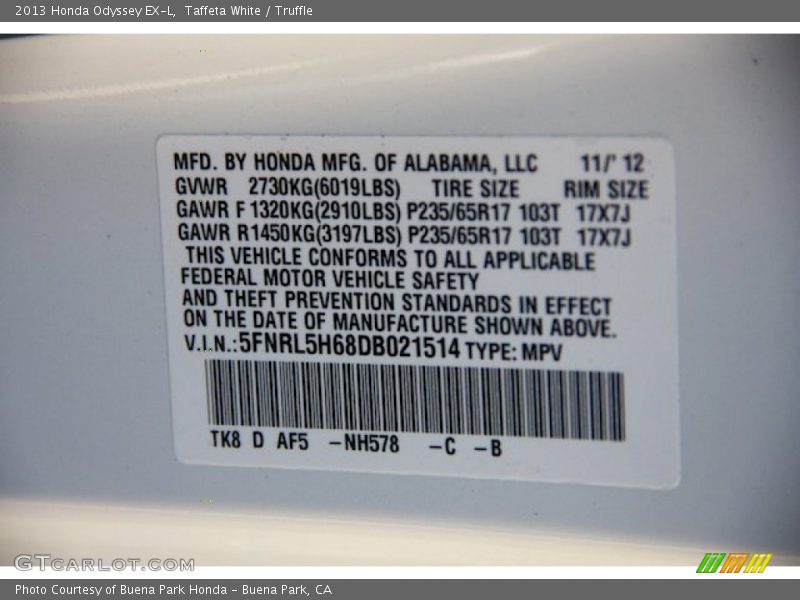 2013 Honda Odyssey EX-L, Taffeta White / Truffle
MFD. BY HONDA MFG. OF ALABAMA, LLC 11/' 12
GVWR 2730KG(6019LBS) TIRE SIZE RIM SIZE
GAWR F 1320KG(2910LBS) P235/65R17 103T 17X7J
GAWR R1450KG(3197LBS) P235/65R17 103T 17X7J
THIS VEHICLE CONFORMS TO ALL APPLICABLE
FEDERAL MOTOR VEHICLE SAFETY
AND THEFT PREVENTION STANDARDS IN EFFECT
ON THE DATE OF MANUFACTURE SHOWN ABOVE.
V.I.N.:5FNRL5H68DB021514 TYPE: MPV
TK8 D AF5 -NH578 -C -B
GTCARLOT.COM
Photo Courtesy of Buena Park Honda - Buena Park, CA